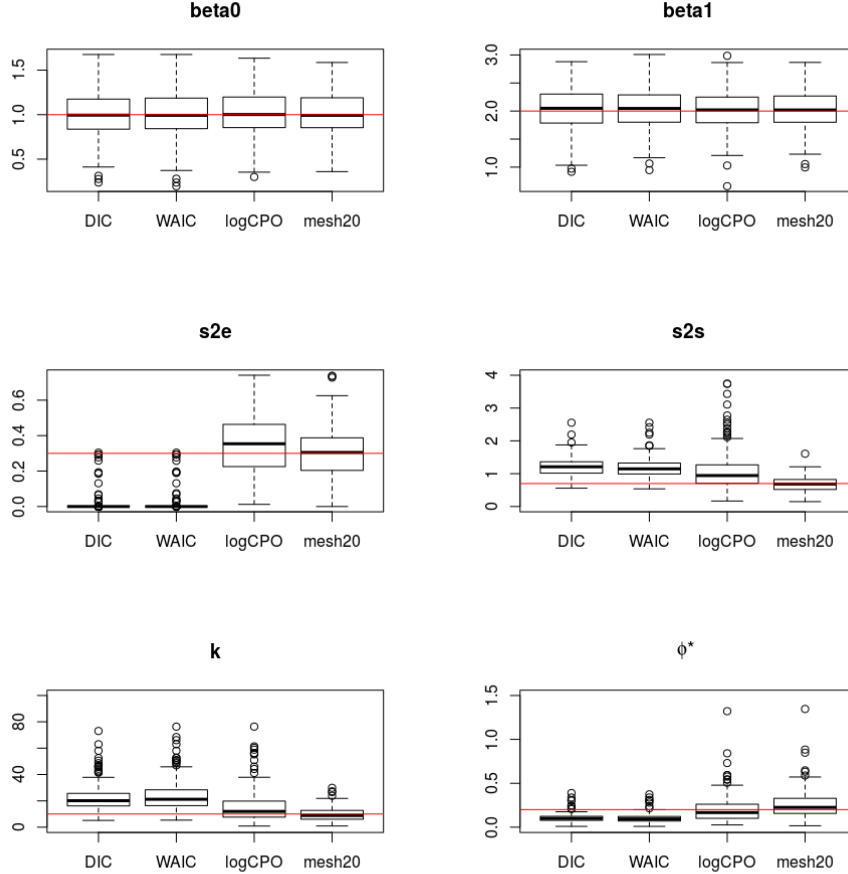 beta0
0.5 1.0 1.5
DIC WAIC logCPO mesh20
beta1
1.0 2.0 3.0
DIC WAIC logCPO mesh20
s2e
0.0 0.2 0.4 0.6
DIC WAIC logCPO mesh20
s2s
0 1 2 3 4
DIC WAIC logCPO mesh20
k
0 40 80
DIC WAIC logCPO mesh20
ϕ*
0.0 0.5 1.0 1.5
DIC WAIC logCPO mesh20